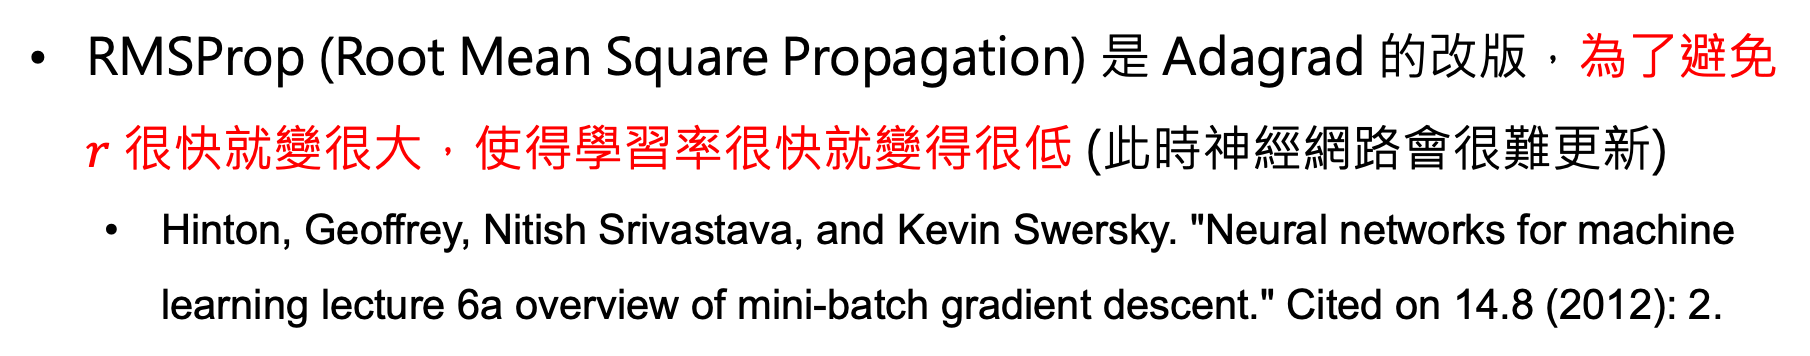 • RMSProp (Root Mean Square Propagation) 是 Adagrad 的改版，為了避免
r 很快就變很大，使得學習率很快就變得很低 (此時神經網路會很難更新)
• Hinton, Geoffrey, Nitish Srivastava, and Kevin Swersky. "Neural networks for machine
learning lecture 6a overview of mini-batch gradient descent." Cited on 14.8 (2012): 2.